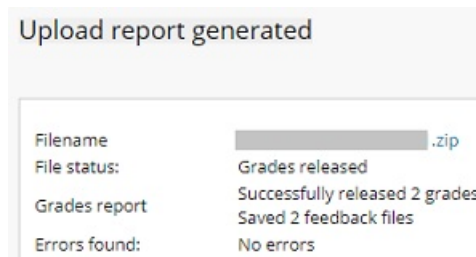 Upload report generated
Filename .zip
File status: Grades released
Grades report Successfully released 2 grades
Saved 2 feedback files
Errors found: No errors